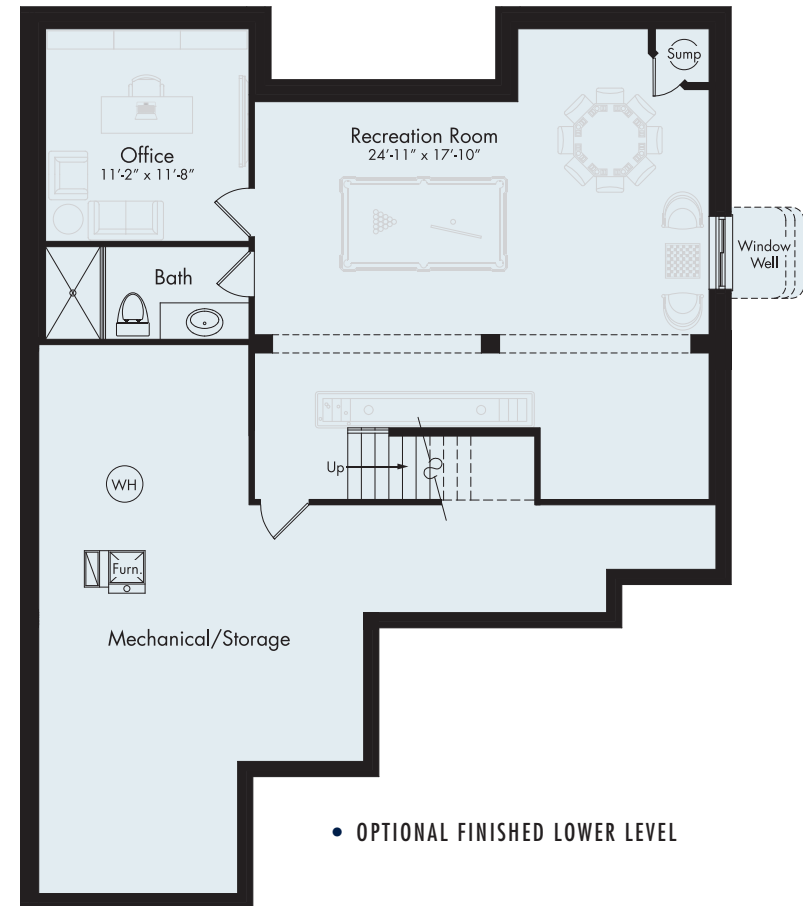 Sump
Recreation Room
24'-11" x 17'-10"
Office
11'-2" x 11'-8"
Window
Well
Bath
Up
WH
Furn.
Mechanical/Storage
• OPTIONAL FINISHED LOWER LEVEL